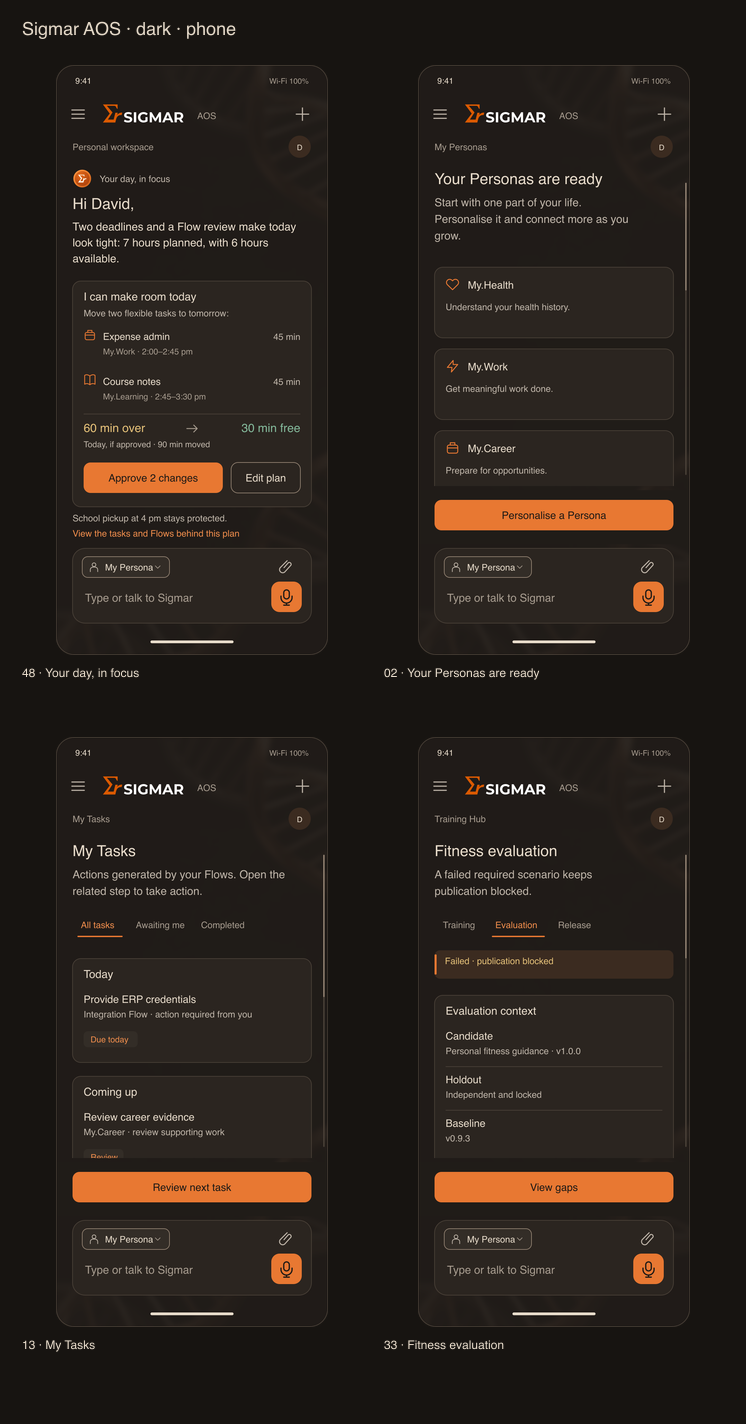 Sigmar AOS · dark · phone
9:41
Wi-Fi 100%
SIGMAR AOS
Personal workspace
D
Your day, in focus
Hi David,
Two deadlines and a Flow review make today
look tight: 7 hours planned, with 6 hours
available.
I can make room today
Move two flexible tasks to tomorrow:
Expense admin
45 min
My.Work · 2:00–2:45 pm
Course notes
45 min
My.Learning · 2:45–3:30 pm
60 min over → 30 min free
Today, if approved · 90 min moved
Approve 2 changes
Edit plan
School pickup at 4 pm stays protected.
View the tasks and Flows behind this plan
My Persona
Type or talk to Sigmar
48 · Your day, in focus
9:41
Wi-Fi 100%
SIGMAR AOS
My Personas
D
Your Personas are ready
Start with one part of your life.
Personalise it and connect more as you
grow.
My.Health
Understand your health history.
My.Work
Get meaningful work done.
My.Career
Prepare for opportunities.
Personalise a Persona
My Persona
Type or talk to Sigmar
02 · Your Personas are ready
9:41
Wi-Fi 100%
SIGMAR AOS
My Tasks
D
My Tasks
Actions generated by your Flows. Open the
related step to take action.
All tasks
Awaiting me
Completed
Today
Provide ERP credentials
Integration Flow · action required from you
Due today
Coming up
Review career evidence
My.Career · review supporting work
Review
Review next task
My Persona
Type or talk to Sigmar
13 · My Tasks
9:41
Wi-Fi 100%
SIGMAR AOS
Training Hub
D
Fitness evaluation
A failed required scenario keeps
publication blocked.
Training
Evaluation
Release
Failed · publication blocked
Evaluation context
Candidate
Personal fitness guidance · v1.0.0
Holdout
Independent and locked
Baseline
v0.9.3
View gaps
My Persona
Type or talk to Sigmar
33 · Fitness evaluation